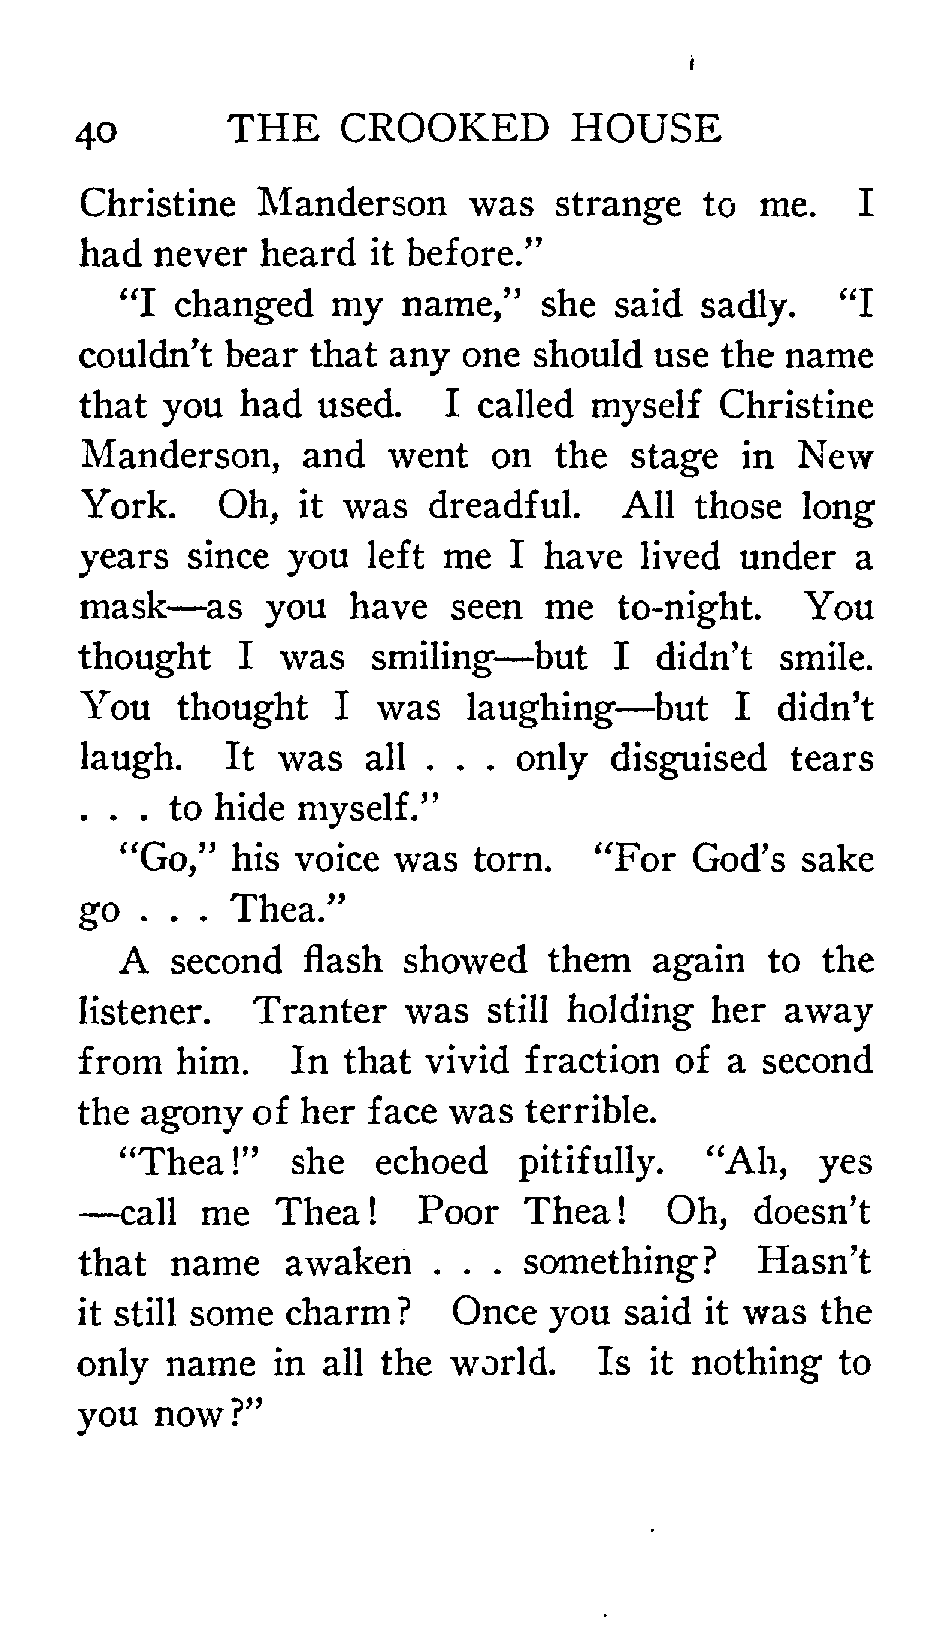 40 THE CROOKED HOUSE
Christine Manderson was strange to me. I
had never heard it before."
"I changed my name," she said sadly. "I
couldn't bear that any one should use the name
that you had used. I called myself Christine
Manderson, and went on the stage in New
York. Oh, it was dreadful. All those long
years since you left me I have lived under a
mask—as you have seen me to-night. You
thought I was smiling—but I didn't smile.
You thought I was laughing—but I didn't
laugh. It was all . . . only disguised tears
. . . to hide myself."
"Go," his voice was torn. "For God's sake
go . . . Thea."
A second flash showed them again to the
listener. Tranter was still holding her away
from him. In that vivid fraction of a second
the agony of her face was terrible.
"Thea!" she echoed pitifully. "Ah, yes
—call me Thea! Poor Thea! Oh, doesn't
that name awaken . . . something? Hasn't
it still some charm? Once you said it was the
only name in all the world. Is it nothing to
you now?"